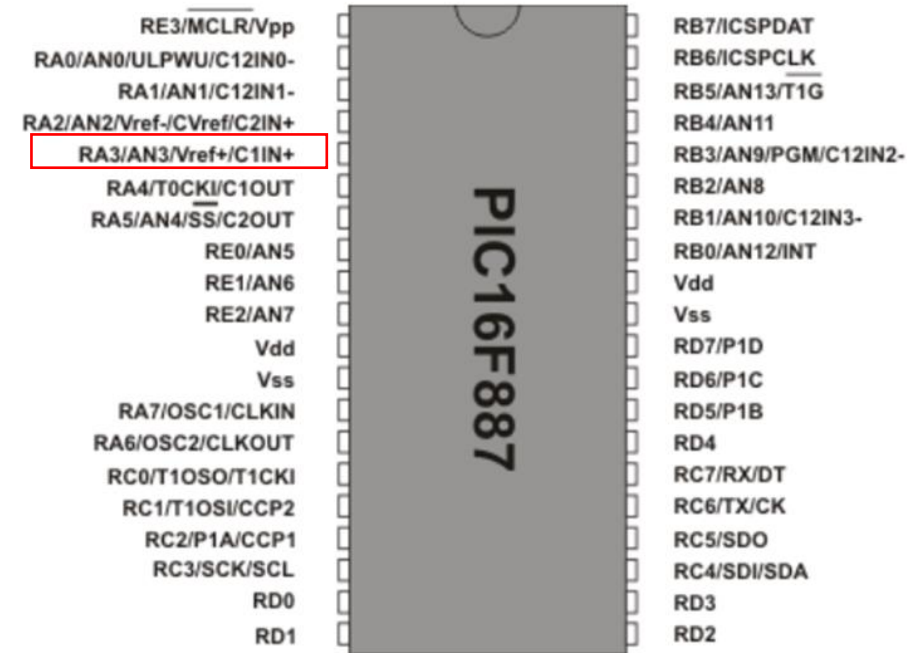 RE3/MCLR/Vpp
RA0/AN0/ULPWU/C12IN0-
RA1/AN1/C12IN1-
RA2/AN2/Vref-/CVref/C2IN+
RA3/AN3/Vref+/C1IN+
RA4/T0CKI/C1OUT
RA5/AN4/SS/C2OUT
RE0/AN5
RE1/AN6
RE2/AN7
Vdd
Vss
RA7/OSC1/CLKIN
RA6/OSC2/CLKOUT
RC0/T1OSO/T1CKI
RC1/T1OSI/CCP2
RC2/P1A/CCP1
RC3/SCK/SCL
RD0
RD1
PIC16F887
RB7/ICSPDAT
RB6/ICSPCLK
RB5/AN13/T1G
RB4/AN11
RB3/AN9/PGM/C12IN2-
RB2/AN8
RB1/AN10/C12IN3-
RB0/AN12/INT
Vdd
Vss
RD7/P1D
RD6/P1C
RD5/P1B
RD4
RC7/RX/DT
RC6/TX/CK
RC5/SDO
RC4/SDI/SDA
RD3
RD2